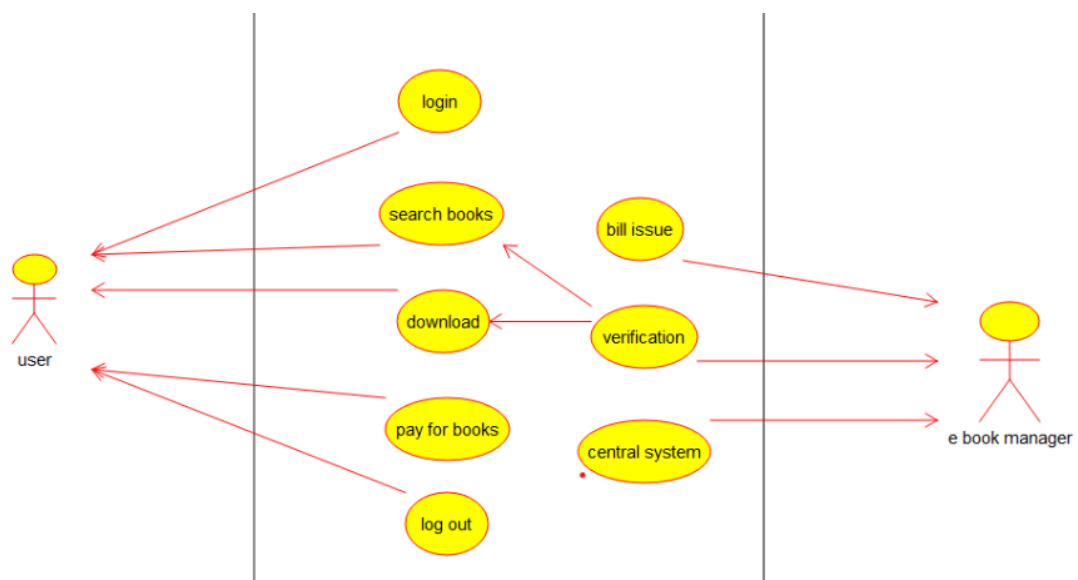 login
search books
bill issue
download
verification
user
pay for books
e book manager
central system
log out